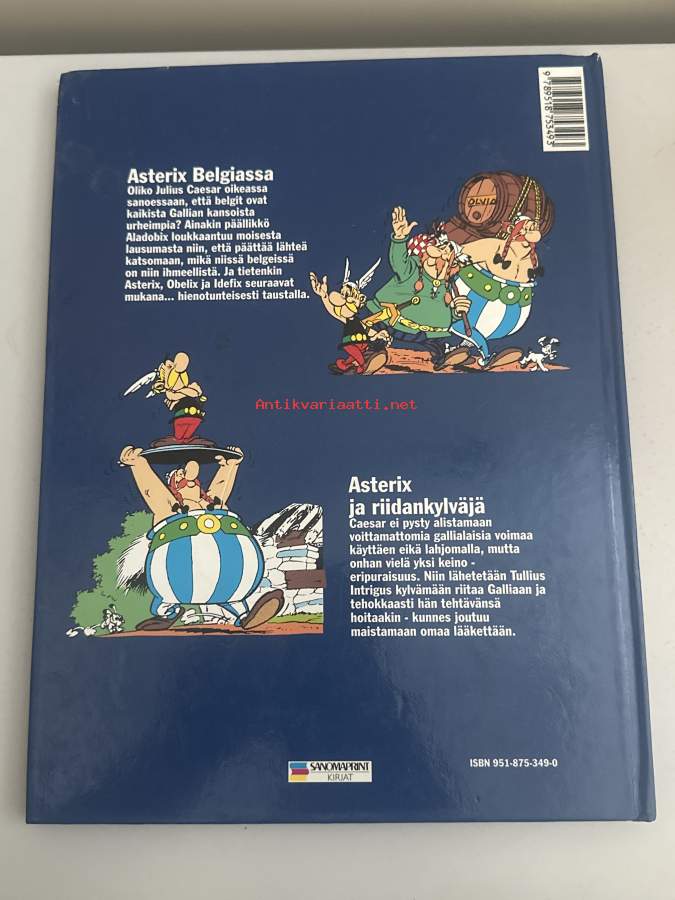 9 789518 753493
Asterix Belgiassa
Oliko Julius Caesar oikeassa
sanoessaan, että belgit ovat
kaikista Gallian kansoista
urheimpia? Ainakin päällikkö
Aladobix loukkaantuu moisesta
lausumasta niin, että päättää lähteä
katsomaan, mikä niissä belgeissä
on niin ihmeellistä. Ja tietenkin
Asterix, Obelix ja Idefix seuraavat
mukana... hienotunteisesti taustalla.
OLVIA
Antikvariaatti.net
Asterix
ja riidankylväjä
Caesar ei pysty alistamaan
voittamattomia gallialaisia voimaa
käyttäen eikä lahjomalla, mutta
onhan vielä yksi keino -
eripuraisuus. Niin lähetetään Tullius
Intrigus kylvämään riitaa Galliaan ja
tehokkaasti hän tehtävänsä
hoitaakin - kunnes joutuu
maistamaan omaa lääkettään.
SANOMAPRINT
KIRJAT
ISBN 951-875-349-0